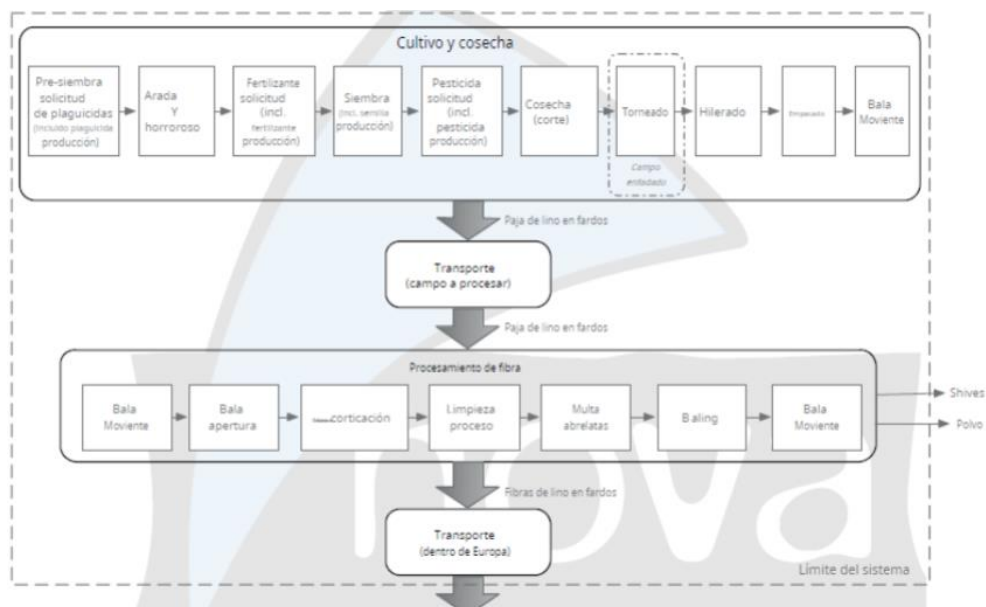 Cultivo y cosecha
Pre-siembra
solicitud
de plaguicidas
(incluido plaguicida
producción)
Arada
Y
horroroso
Fertilizante
solicitud
(incl.
fertilizante
producción)
Siembra
(incl. semilla
producción)
Pesticida
solicitud
(incl.
pesticida
producción)
Cosecha
(corte)
Torneado
Campo
enfadado
Hilerado
Empacado
Bala
Moviente
Paja de lino en fardos
Transporte
(campo a procesar)
Paja de lino en fardos
Procesamiento de fibra
Bala
Moviente
Bala
apertura
corticación
Limpieza
proceso
Multa
abrelatas
Baling
Bala
Moviente
Shives
Polvo
Fibras de lino en fardos
Transporte
(dentro de Europa)
Límite del sistema
nova